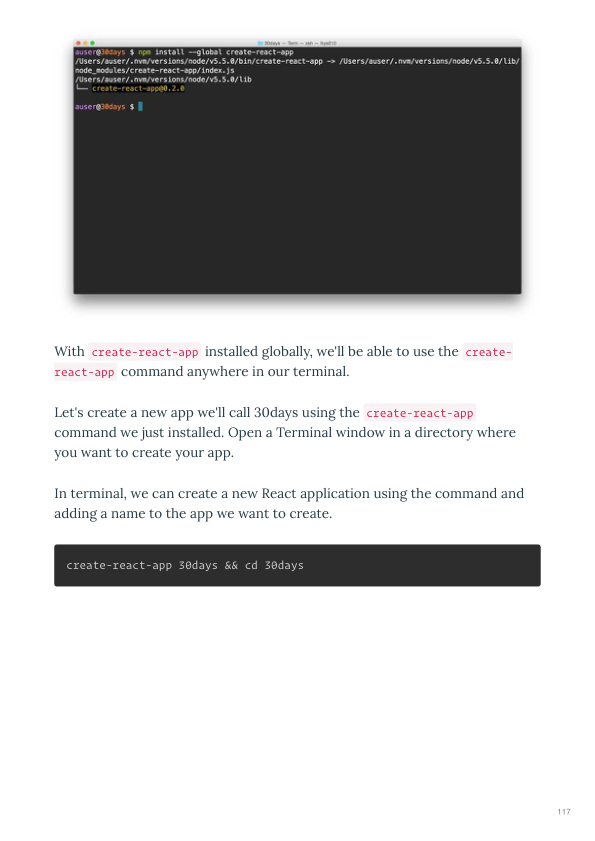 30days — Term — zsh — 91x8*10
auser@30days $ npm install --global create-react-app
/Users/auser/.nvm/versions/node/v5.5.0/bin/create-react-app -> /Users/auser/.nvm/versions/node/v5.5.0/lib/
node_modules/create-react-app/index.js
/Users/auser/.nvm/versions/node/v5.5.0/lib
└── create-react-app@0.2.0
auser@30days $
With create-react-app installed globally, we'll be able to use the create-
react-app command anywhere in our terminal.
Let's create a new app we'll call 30days using the create-react-app
command we just installed. Open a Terminal window in a directory where
you want to create your app.
In terminal, we can create a new React application using the command and
adding a name to the app we want to create.
create-react-app 30days && cd 30days
117